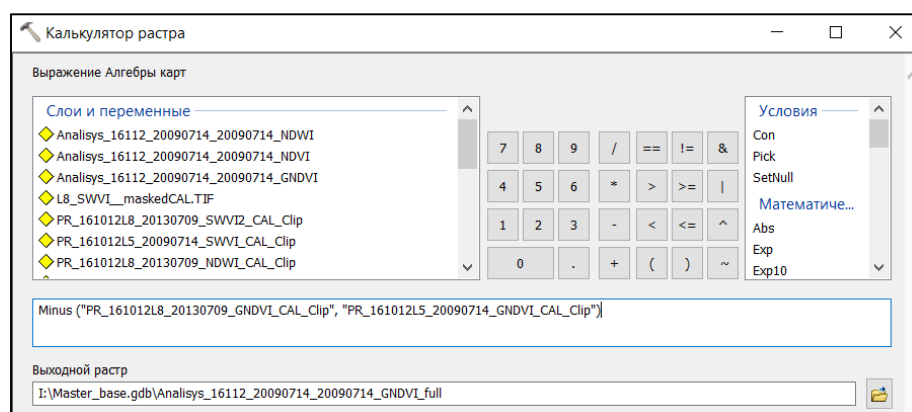 Калькулятор растра
Выражение Алгебры карт
Слои и переменные
Analisys_16112_20090714_20090714_NDWI
Analisys_16112_20090714_20090714_NDVI
Analisys_16112_20090714_20090714_GNDVI
L8_SWVI__maskedCAL.TIF
PR_161012L8_20130709_SWVI2_CAL_Clip
PR_161012L5_20090714_SWVI_CAL_Clip
PR_161012L8_20130709_NDWI_CAL_Clip
7 8 9 / == != &
4 5 6 * > >= |
1 2 3 - < <= ^
0 . + ( ) ~
Условия
Con
Pick
SetNull
Математиче...
Abs
Exp
Exp10
Minus ("PR_161012L8_20130709_GNDVI_CAL_Clip", "PR_161012L5_20090714_GNDVI_CAL_Clip")
Выходной растр
I:\Master_base.gdb\Analisys_16112_20090714_20090714_GNDVI_full